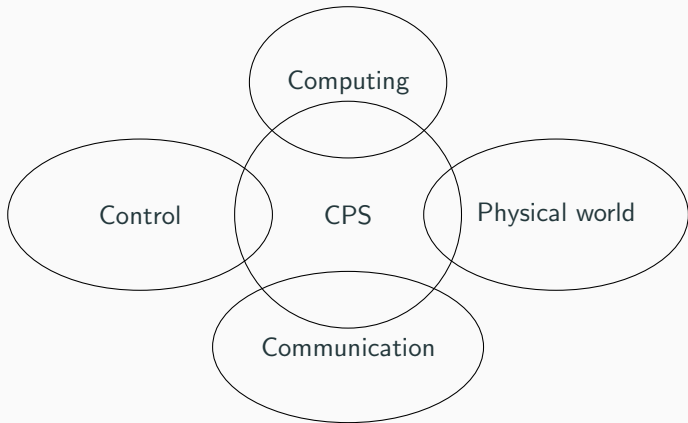 Computing
Control
CPS
Physical world
Communication